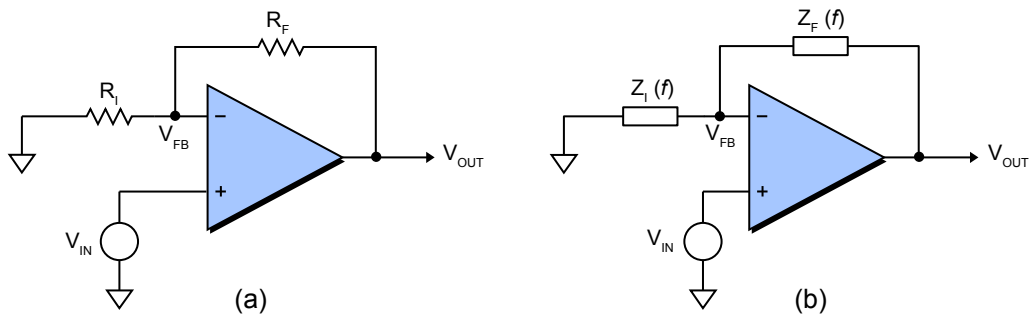 R_F
R_I
−
V_FB
+
V_IN
V_OUT
(a)
Z_F (f)
Z_I (f)
−
V_FB
+
V_IN
V_OUT
(b)